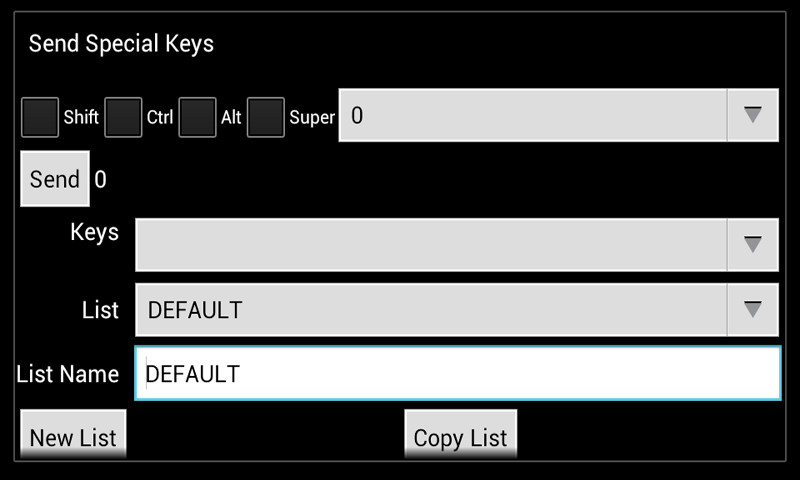 Send Special Keys
Shift Ctrl Alt Super 0
Send 0
Keys
List DEFAULT
List Name DEFAULT
New List Copy List